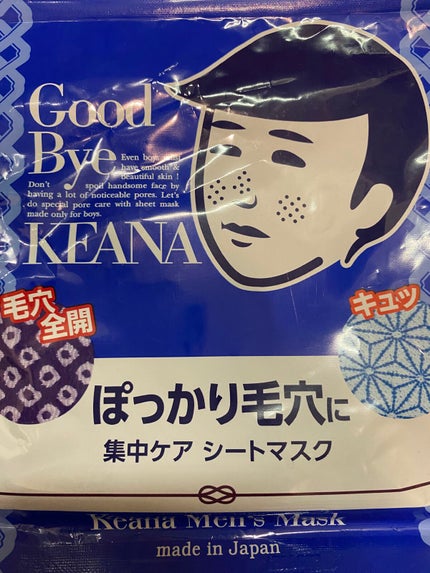 Good
Bye
KEANA
Even boys
have smooth &
beautiful skin !
Don't spoil handsome face by
having a lot of noticeable pores. Let's
do special pore care with sheet mask
made only for boys.
毛穴
全開
キュッ
ぽっかり毛穴に
集中ケア シートマスク
Keana Men's Mask
made in Japan